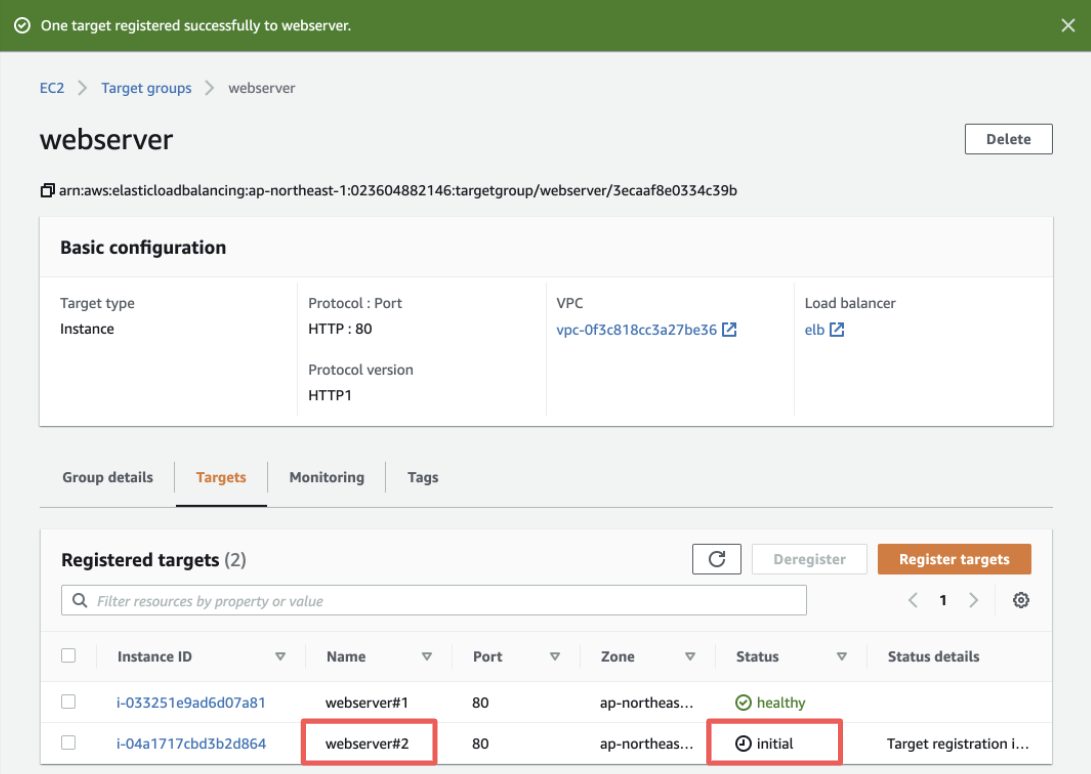 One target registered successfully to webserver.
EC2 > Target groups > webserver
webserver
Delete
arn:aws:elasticloadbalancing:ap-northeast-1:023604882146:targetgroup/webserver/3ecaaf8e0334c39b
Basic configuration
Target type
Instance
Protocol : Port
HTTP : 80
Protocol version
HTTP1
VPC
vpc-0f3c818cc3a27be36
Load balancer
elb
Group details Targets Monitoring Tags
Registered targets (2) Deregister Register targets
Filter resources by property or value 1
Instance ID Name Port Zone Status Status details
i-033251e9ad6d07a81 webserver#1 80 ap-northeas... healthy
i-04a1717cbd3b2d864 webserver#2 80 ap-northeas... initial Target registration i...